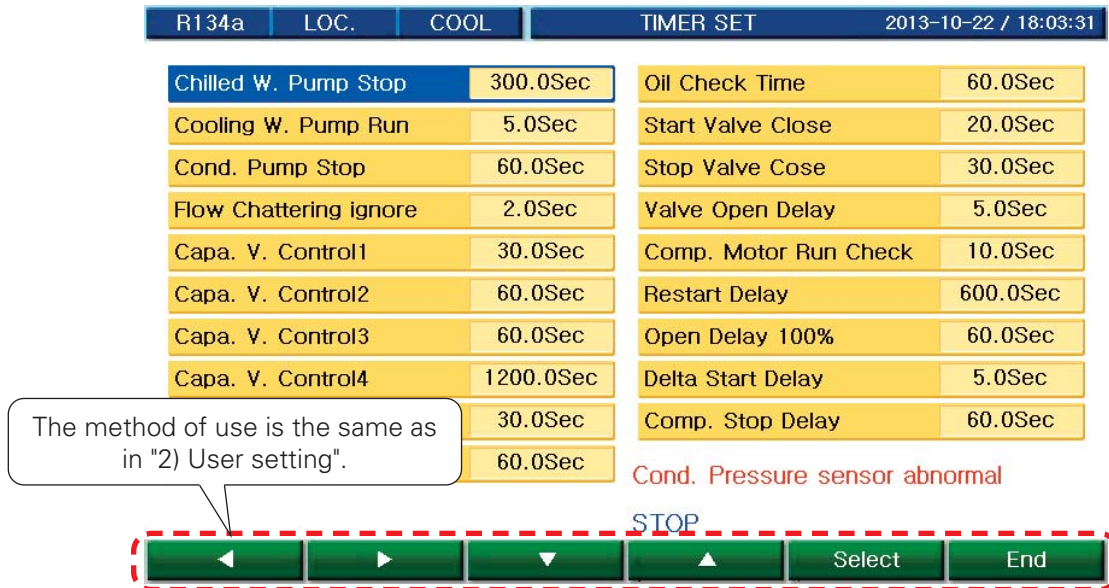 R134a LOC. COOL TIMER SET 2013-10-22 / 18:03:31
Chilled W. Pump Stop 300.0Sec
Cooling W. Pump Run 5.0Sec
Cond. Pump Stop 60.0Sec
Flow Chattering ignore 2.0Sec
Capa. V. Control1 30.0Sec
Capa. V. Control2 60.0Sec
Capa. V. Control3 60.0Sec
Capa. V. Control4 1200.0Sec
30.0Sec
60.0Sec
Oil Check Time 60.0Sec
Start Valve Close 20.0Sec
Stop Valve Cose 30.0Sec
Valve Open Delay 5.0Sec
Comp. Motor Run Check 10.0Sec
Restart Delay 600.0Sec
Open Delay 100% 60.0Sec
Delta Start Delay 5.0Sec
Comp. Stop Delay 60.0Sec
The method of use is the same as
in "2) User setting".
Cond. Pressure sensor abnormal
STOP
◀ ▶ ▼ ▲ Select End